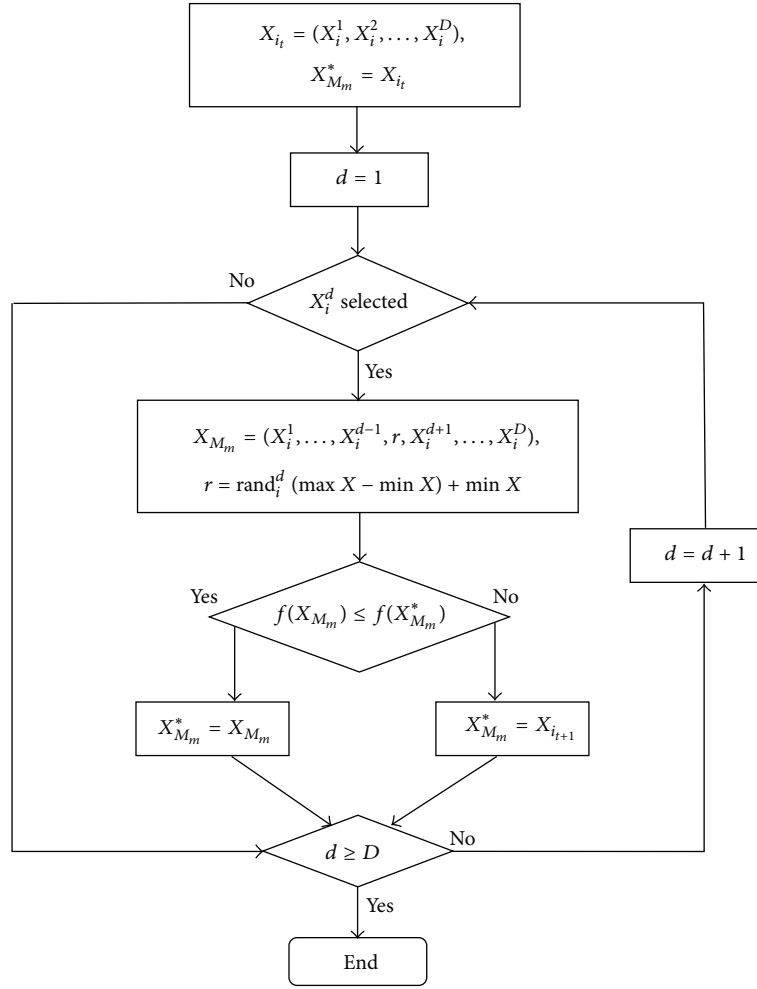 X_{i_t} = (X_i^1, X_i^2, …, X_i^D),
X^*_{M_m} = X_{i_t}
d = 1
No
X_i^d selected
Yes
X_{M_m} = (X_i^1, …, X_i^{d−1}, r, X_i^{d+1}, …, X_i^D),
r = rand_i^d (max X − min X) + min X
d = d + 1
Yes
No
f(X_{M_m}) ≤ f(X^*_{M_m})
X^*_{M_m} = X_{M_m}
X^*_{M_m} = X_{i_{t+1}}
d ≥ D
No
Yes
End